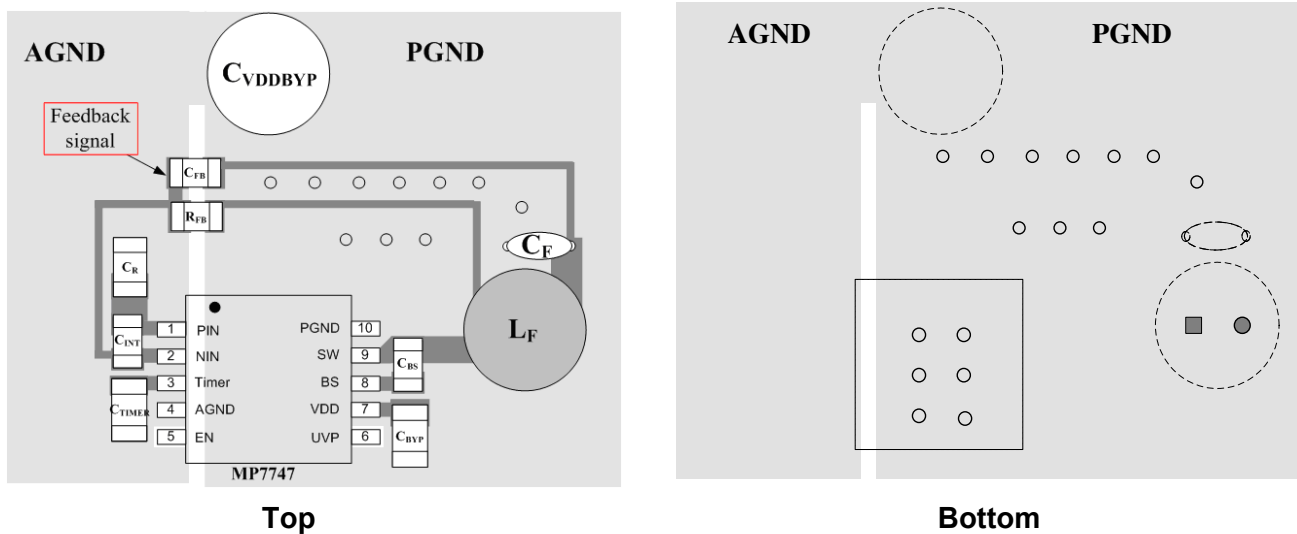 AGND
PGND
CVDDBYP
Feedback
signal
CFB
RFB
CF
CR
LF
CINT
CTIMER
CBS
CBYP
1 PIN
2 NIN
3 Timer
4 AGND
5 EN
PGND 10
SW 9
BS 8
VDD 7
UVP 6
MP7747
Top
AGND
PGND
Bottom